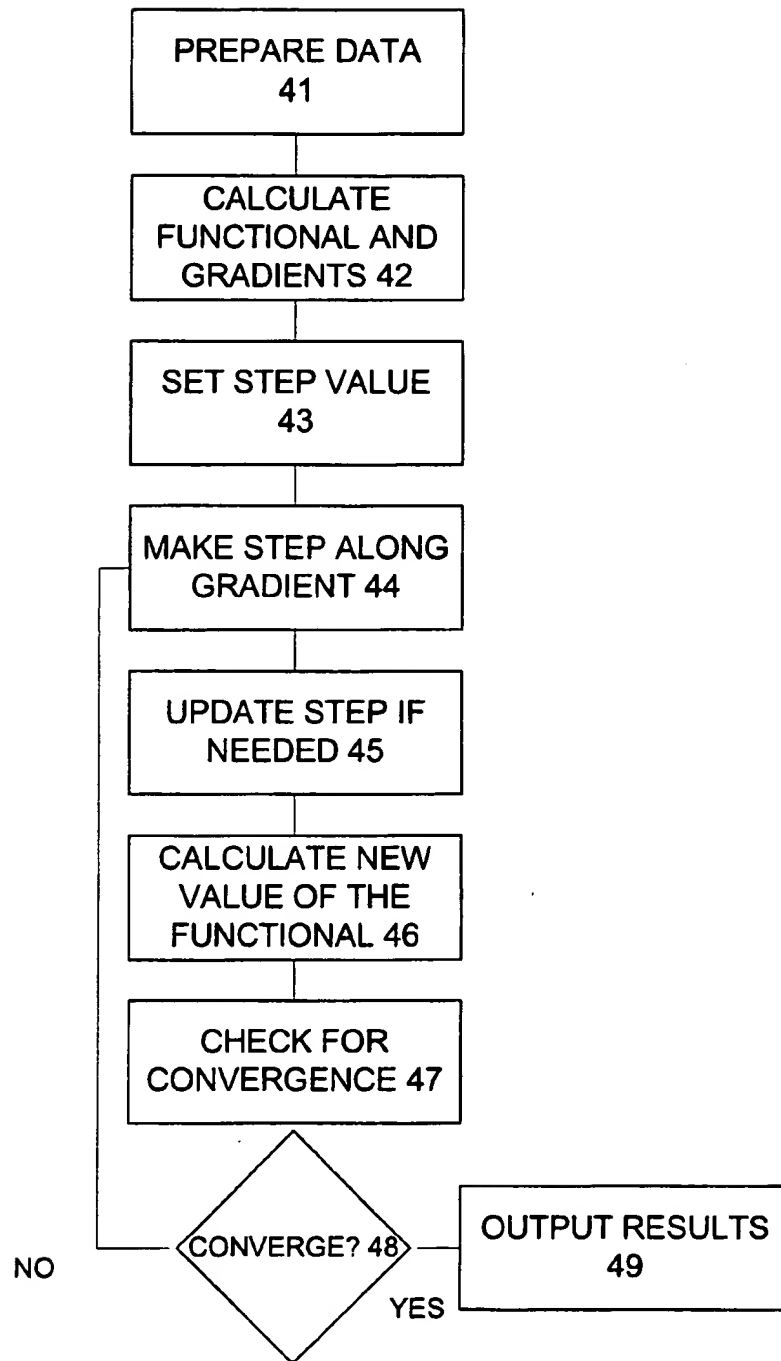 PREPARE DATA
41
CALCULATE
FUNCTIONAL AND
GRADIENTS 42
SET STEP VALUE
43
MAKE STEP ALONG
GRADIENT 44
UPDATE STEP IF
NEEDED 45
CALCULATE NEW
VALUE OF THE
FUNCTIONAL 46
CHECK FOR
CONVERGENCE 47
CONVERGE? 48
NO
YES
OUTPUT RESULTS
49